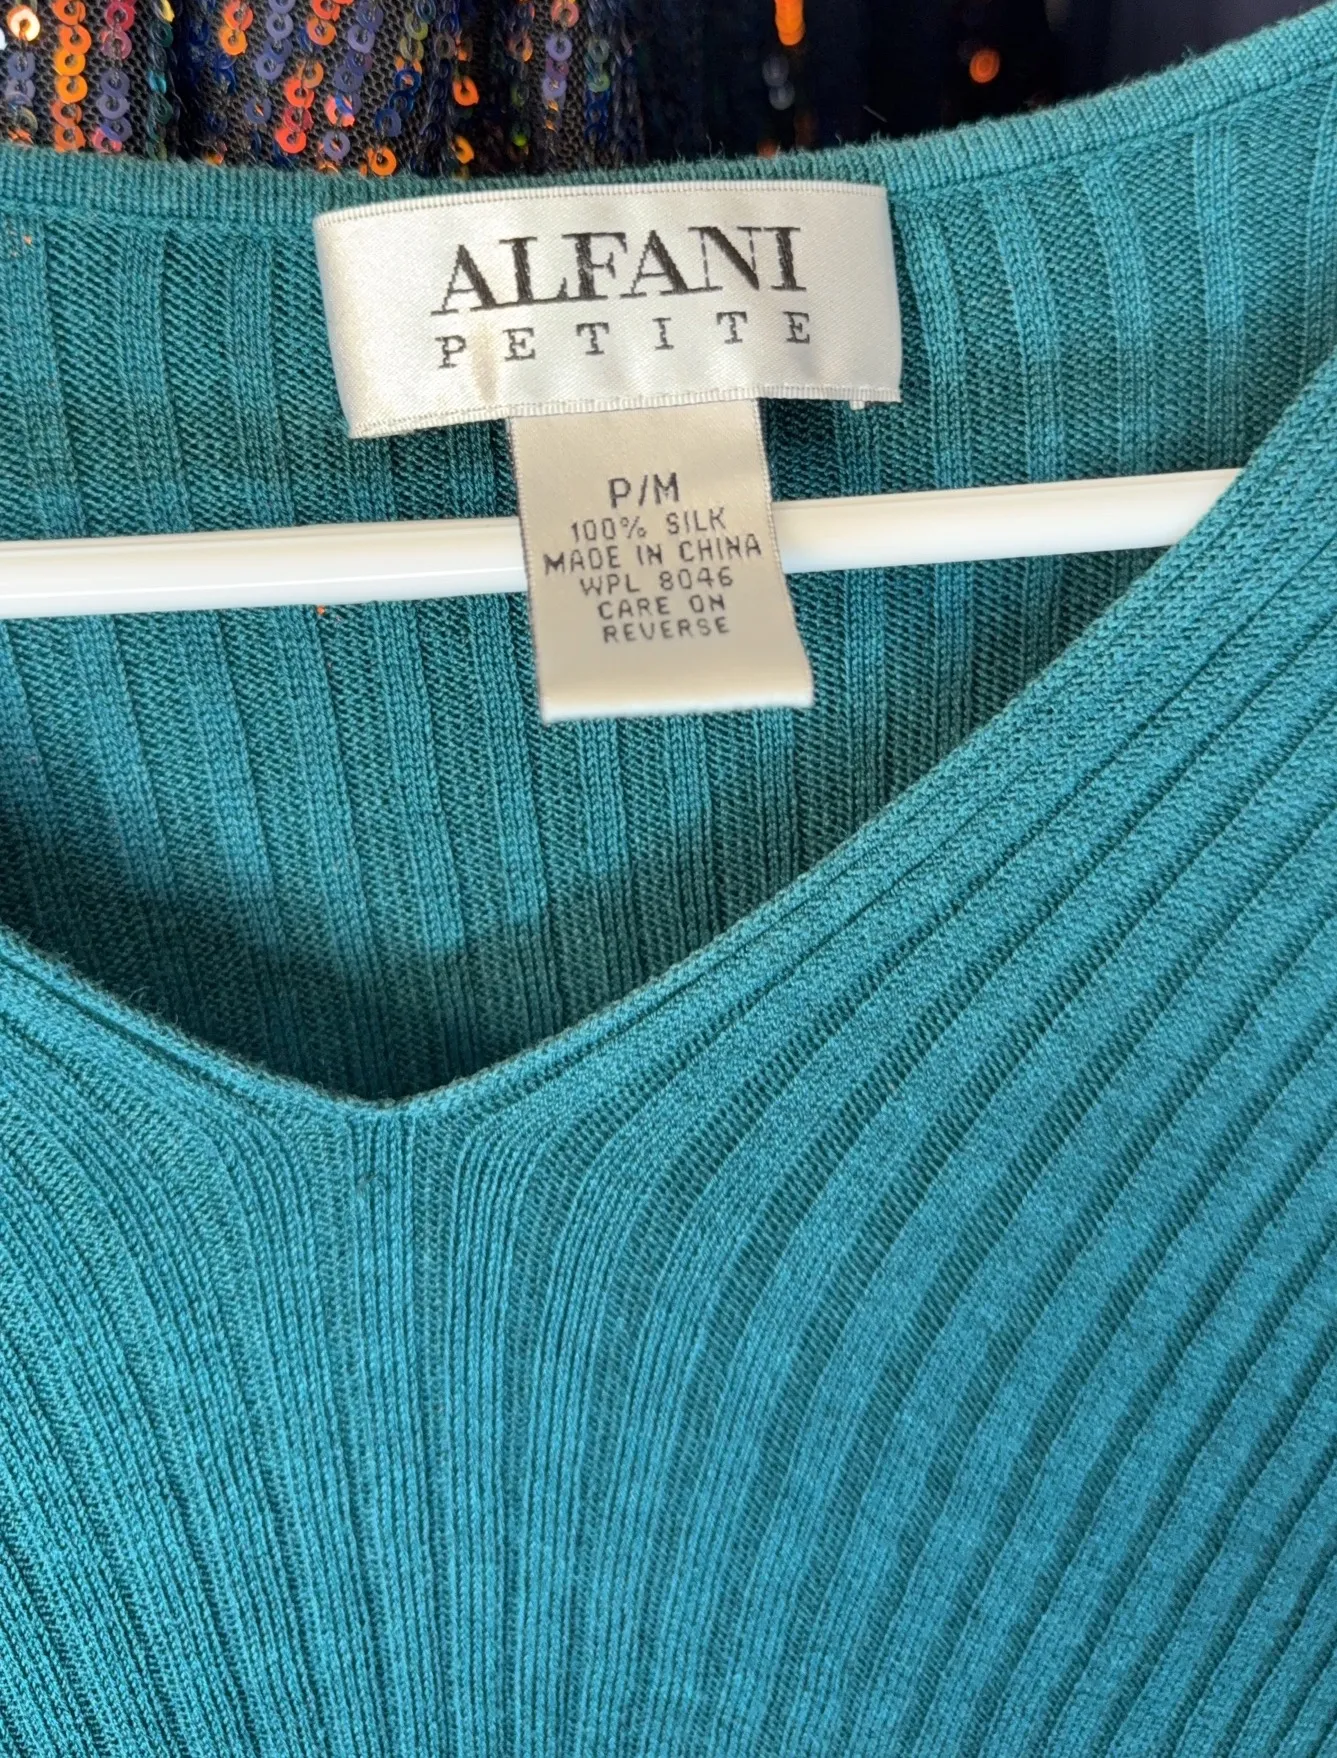 ALFANI
PETITE
P/M
100% SILK
MADE IN CHINA
WPL 8046
CARE ON
REVERSE